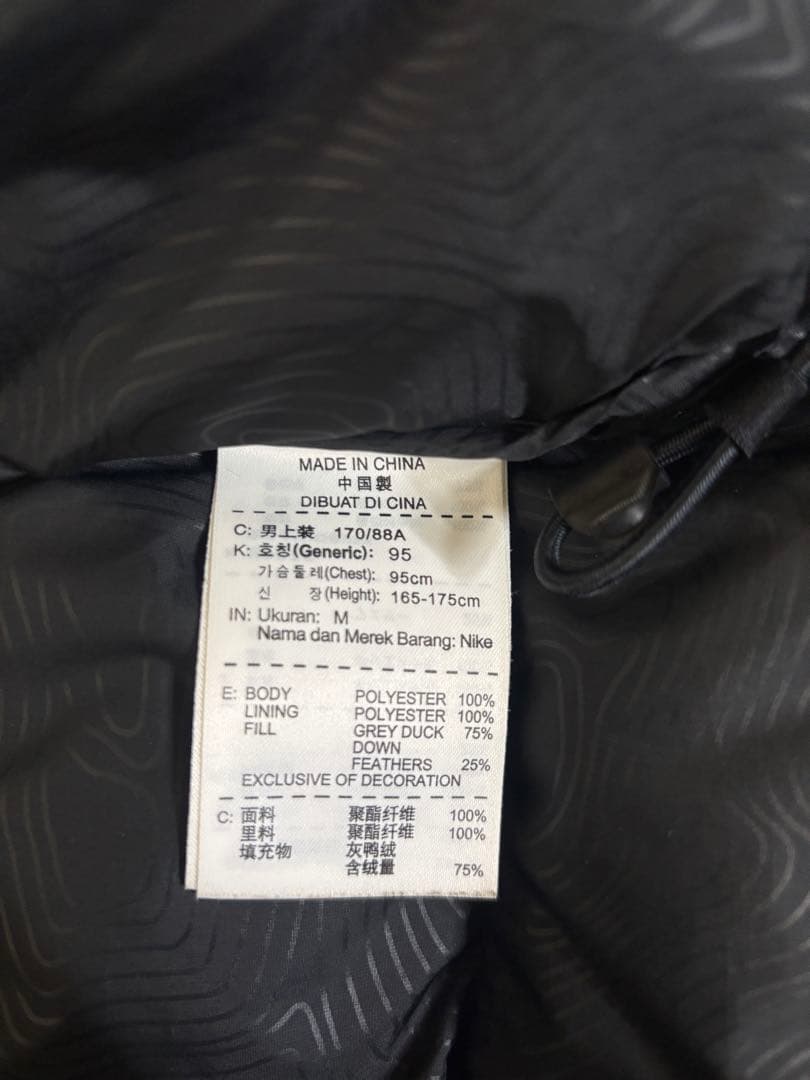 MADE IN CHINA
中国製
DIBUAT DI CINA
C: 男上装 170/88A
K: 호칭(Generic): 95
가슴둘레(Chest): 95cm
신 장(Height): 165-175cm
IN: Ukuran: M
Nama dan Merek Barang: Nike
E: BODY POLYESTER 100%
LINING POLYESTER 100%
FILL GREY DUCK 75%
DOWN
FEATHERS 25%
EXCLUSIVE OF DECORATION
C: 面料 聚酯纤维 100%
里料 聚酯纤维 100%
填充物 灰鸭绒
含绒量 75%